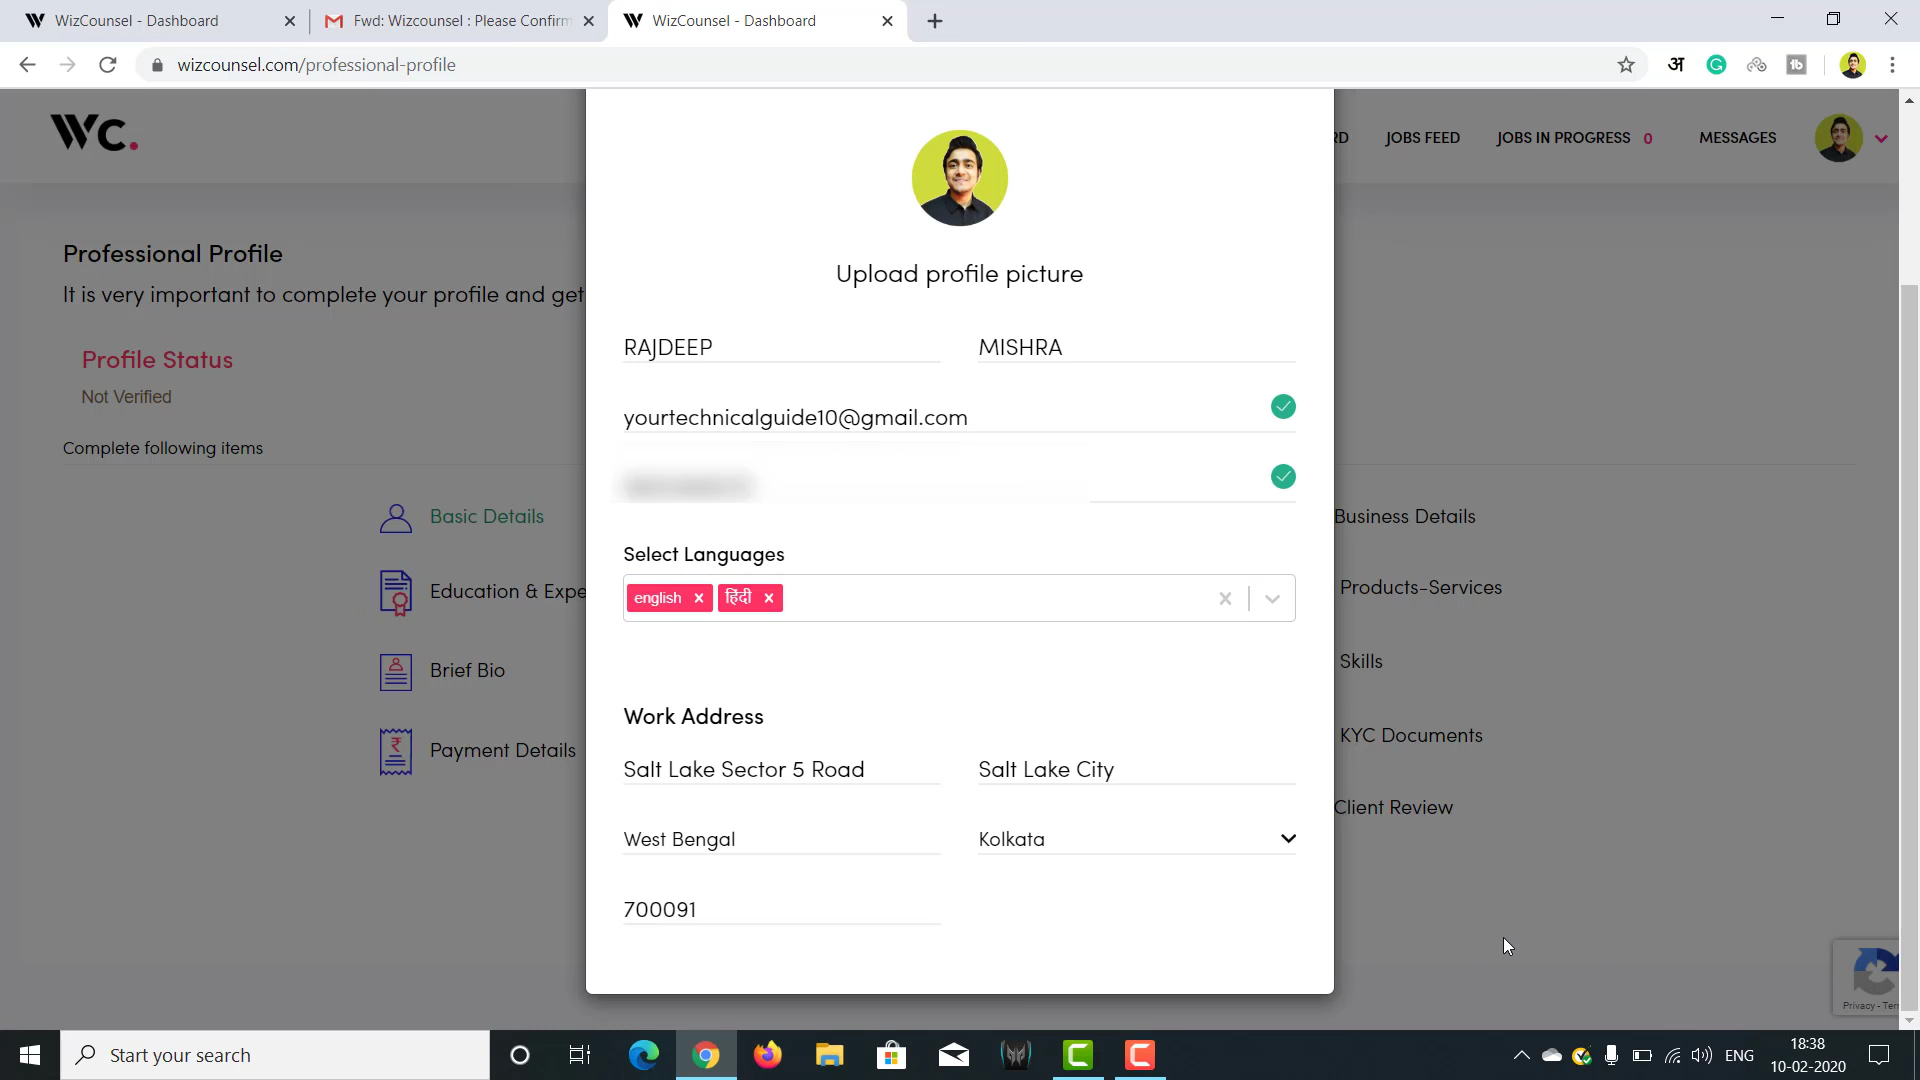 WizCounsel - Dashboard
Fwd: Wizcounsel : Please Confirm
WizCounsel - Dashboard
wizcounsel.com/professional-profile
अ
WC.
JOBS FEED
JOBS IN PROGRESS 0
MESSAGES
Professional Profile
It is very important to complete your profile and get
Profile Status
Not Verified
Complete following items
Basic Details
Education & Expe
Brief Bio
Payment Details
Upload profile picture
RAJDEEP
MISHRA
yourtechnicalguide10@gmail.com
Select Languages
english
हिंदी
Work Address
Salt Lake Sector 5 Road
Salt Lake City
West Bengal
Kolkata
700091
Business Details
Products-Services
Skills
KYC Documents
Client Review
Privacy - Ter
Start your search
ENG
18:38
10-02-2020